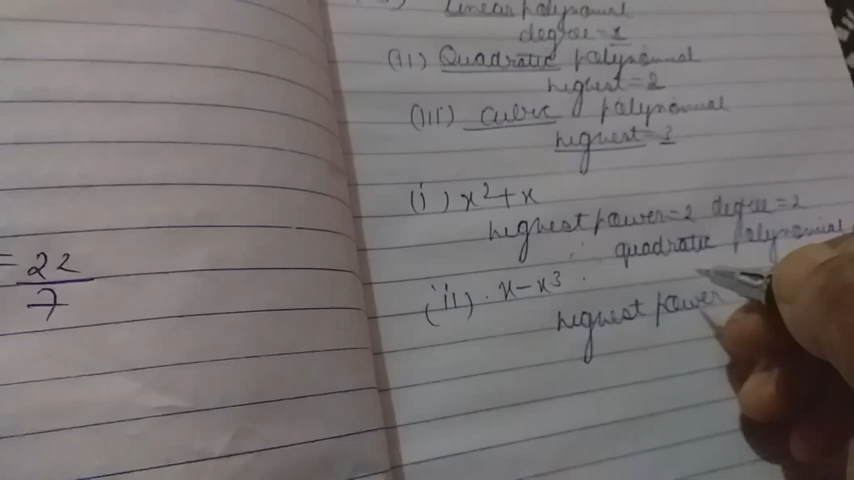 = 22
7
linear polynomial
degree = 1
(ii) Quadratic polynomial
highest = 2
(iii) cubic polynomial
highest = 3
(i) x² + x
highest power = 2 degree = 2
∴ quadratic polynomial
(ii) . x - x³
highest power